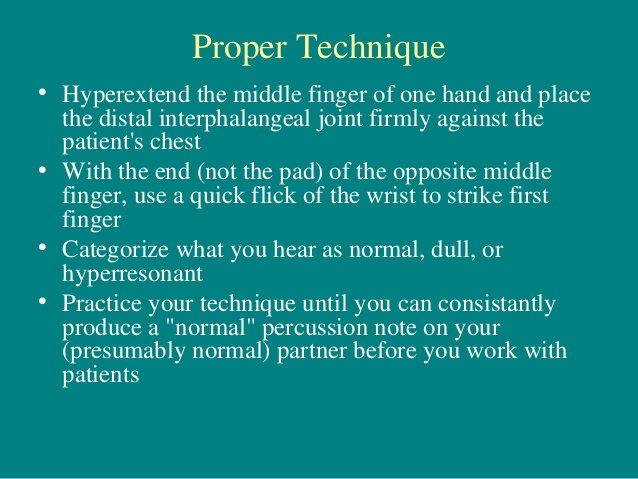 Proper Technique
• Hyperextend the middle finger of one hand and place
the distal interphalangeal joint firmly against the
patient's chest
• With the end (not the pad) of the opposite middle
finger, use a quick flick of the wrist to strike first
finger
• Categorize what you hear as normal, dull, or
hyperresonant
• Practice your technique until you can consistantly
produce a "normal" percussion note on your
(presumably normal) partner before you work with
patients